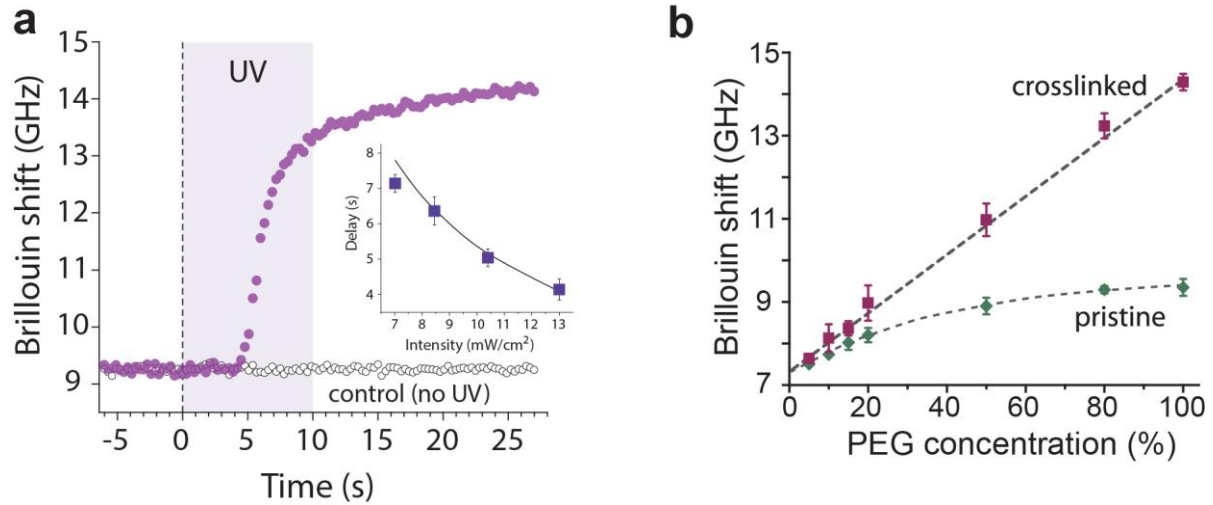 a
15
14
13
12
11
10
9
Brillouin shift (GHz)
UV
-5 0 5 10 15 20 25
Time (s)
control (no UV)
8
7
6
5
4
Delay (s)
7 8 9 10 11 12 13
Intensity (mW/cm²)
b
15
13
11
9
7
Brillouin shift (GHz)
crosslinked
pristine
0 20 40 60 80 100
PEG concentration (%)